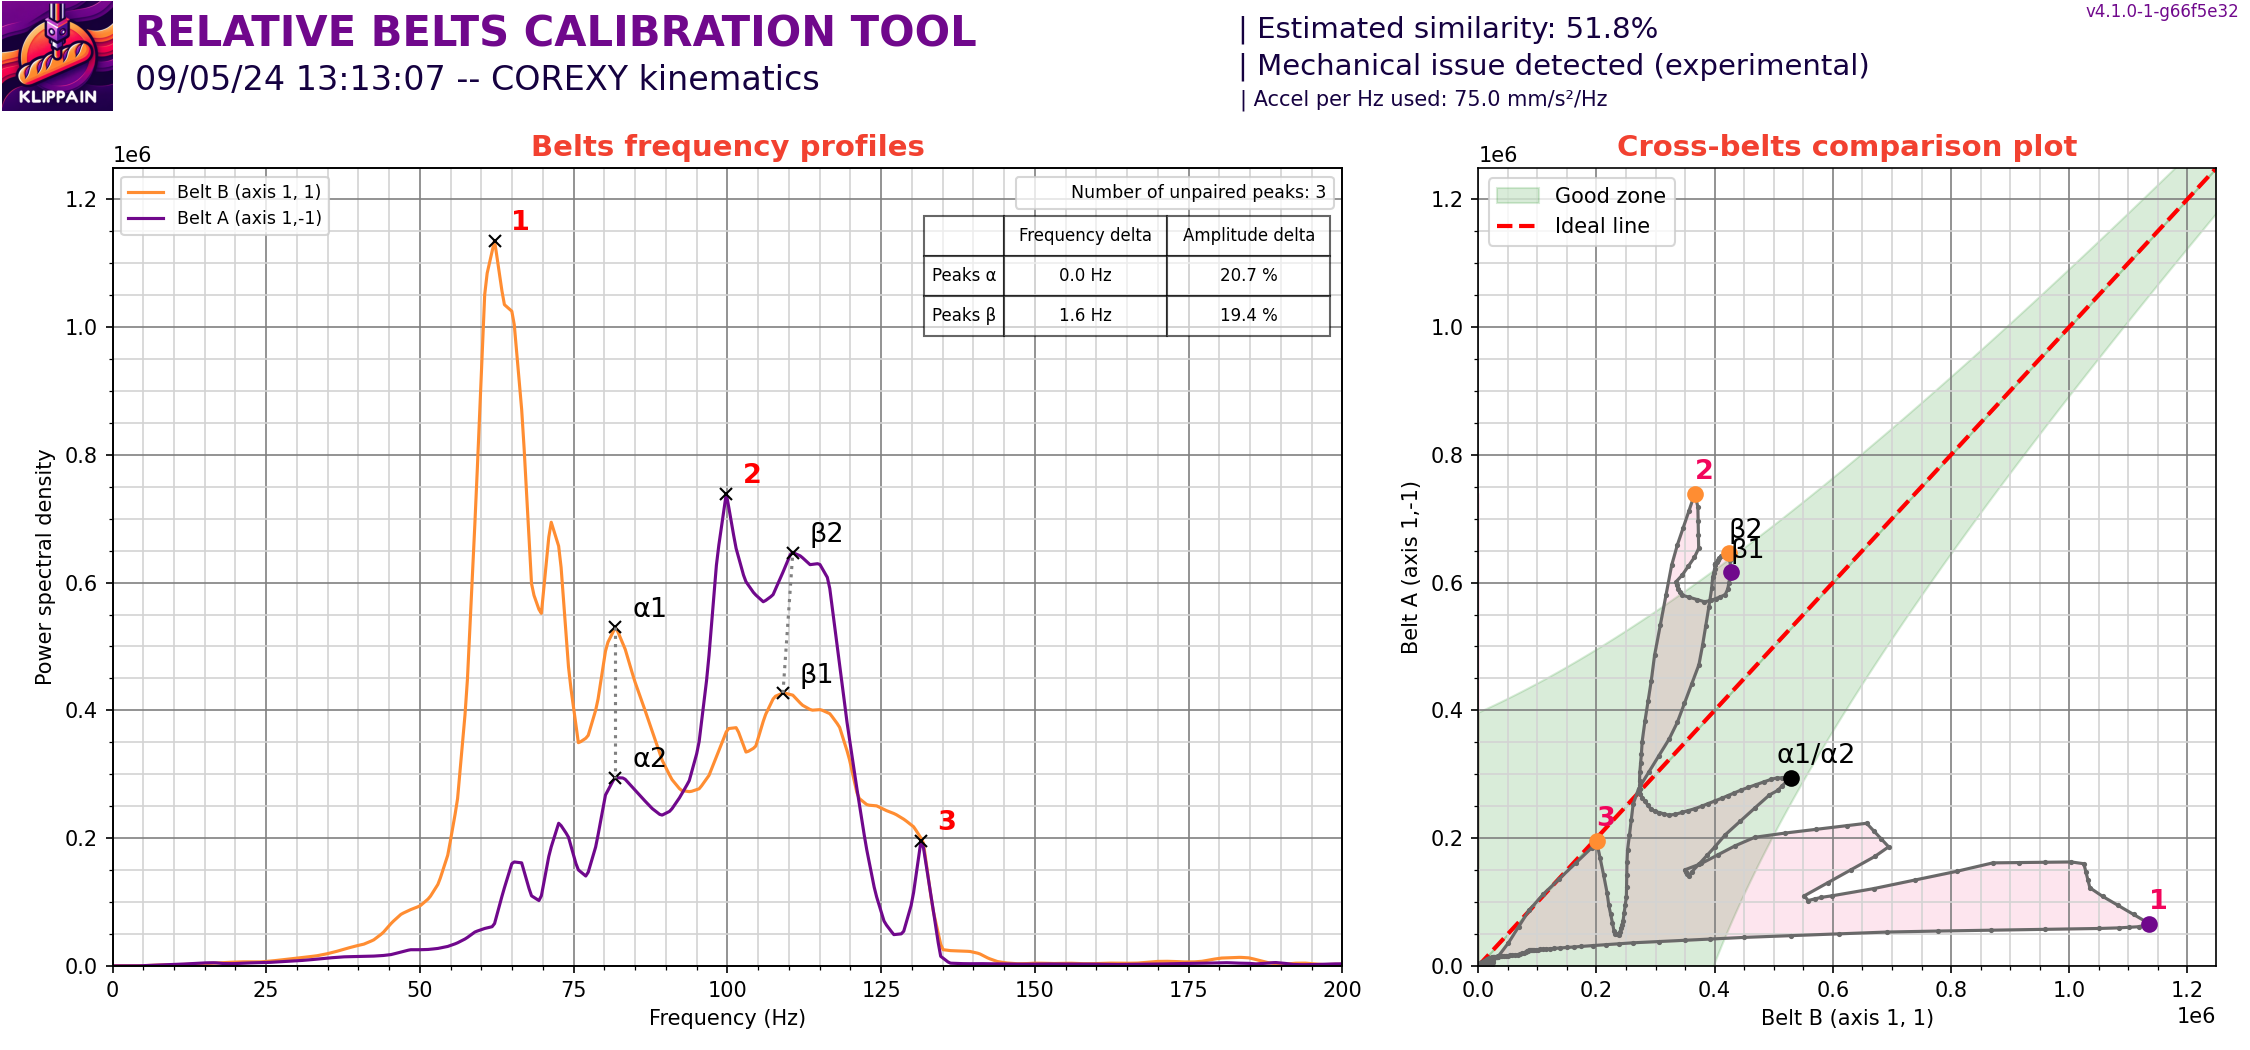 KLIPPAIN
RELATIVE BELTS CALIBRATION TOOL
09/05/24 13:13:07 -- COREXY kinematics
| Estimated similarity: 51.8%
| Mechanical issue detected (experimental)
| Accel per Hz used: 75.0 mm/s²/Hz
v4.1.0-1-g66f5e32
Belts frequency profiles
1e6
Belt B (axis 1, 1)
Belt A (axis 1,-1)
Number of unpaired peaks: 3
Frequency delta Amplitude delta
Peaks α 0.0 Hz 20.7 %
Peaks β 1.6 Hz 19.4 %
1
2
β2
α1
β1
α2
3
Power spectral density
1.2
1.0
0.8
0.6
0.4
0.2
0.0
0 25 50 75 100 125 150 175 200
Frequency (Hz)
Cross-belts comparison plot
1e6
Good zone
Ideal line
2
β2
β1
α1/α2
3
1
Belt A (axis 1,-1)
1.2
1.0
0.8
0.6
0.4
0.2
0.0
0.0 0.2 0.4 0.6 0.8 1.0 1.2
Belt B (axis 1, 1)
1e6